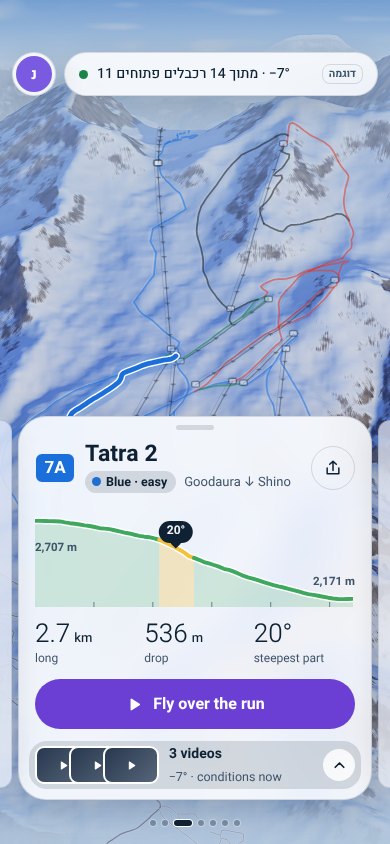 נ
11 מתוך 14 רכבלים פתוחים · −7°
דוגמה
7A
Tatra 2
Blue · easy
Goodaura ↓ Shino
20°
2,707 m
2,171 m
2.7 km
536 m
20°
long
drop
steepest part
Fly over the run
3 videos
−7° · conditions now